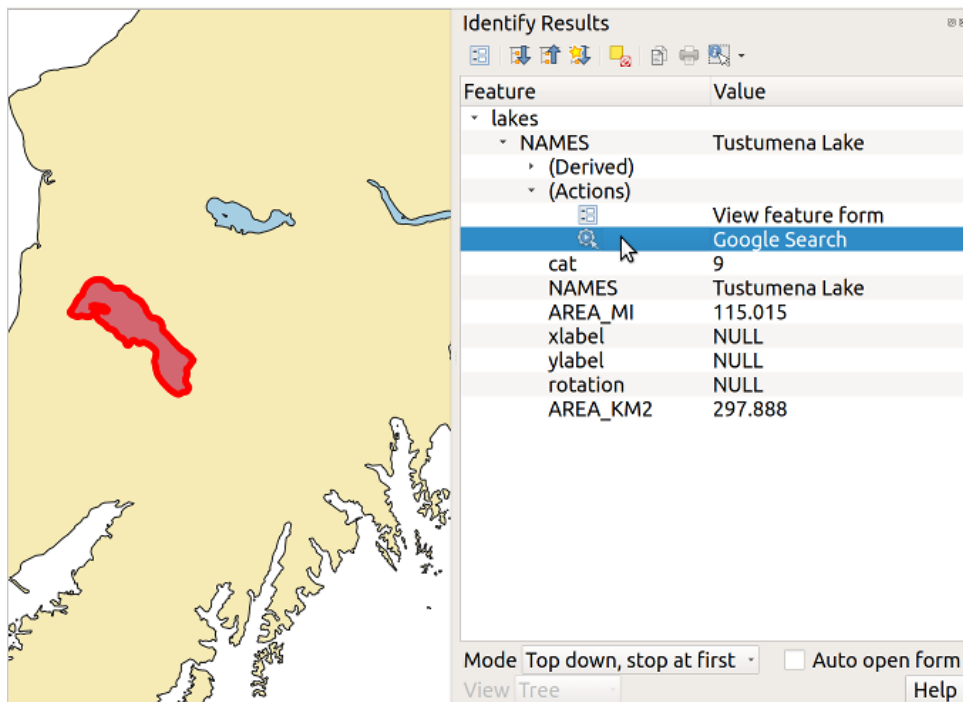 Identify Results
Feature Value
lakes
NAMES Tustumena Lake
(Derived)
(Actions)
View feature form
Google Search
cat 9
NAMES Tustumena Lake
AREA_MI 115.015
xlabel NULL
ylabel NULL
rotation NULL
AREA_KM2 297.888
Mode Top down, stop at first Auto open form
View Tree Help